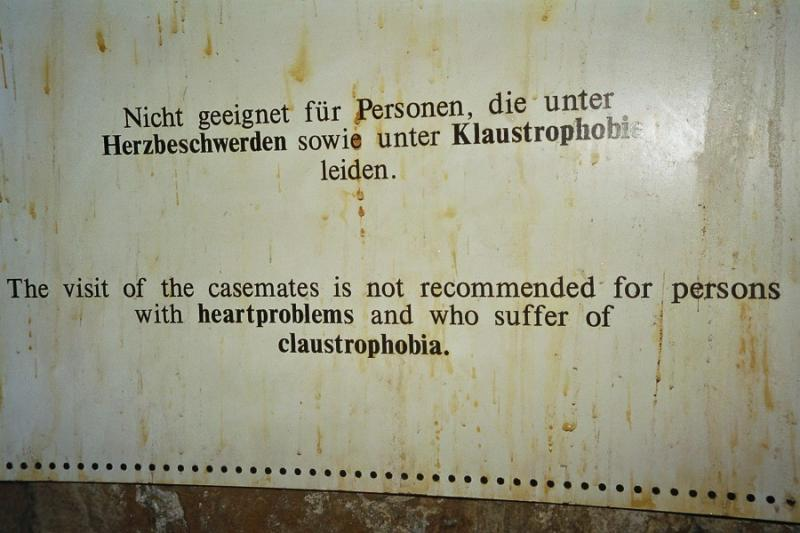 Nicht geeignet für Personen, die unter
Herzbeschwerden sowie unter Klaustrophobie
leiden.
The visit of the casemates is not recommended for persons
with heartproblems and who suffer of
claustrophobia.